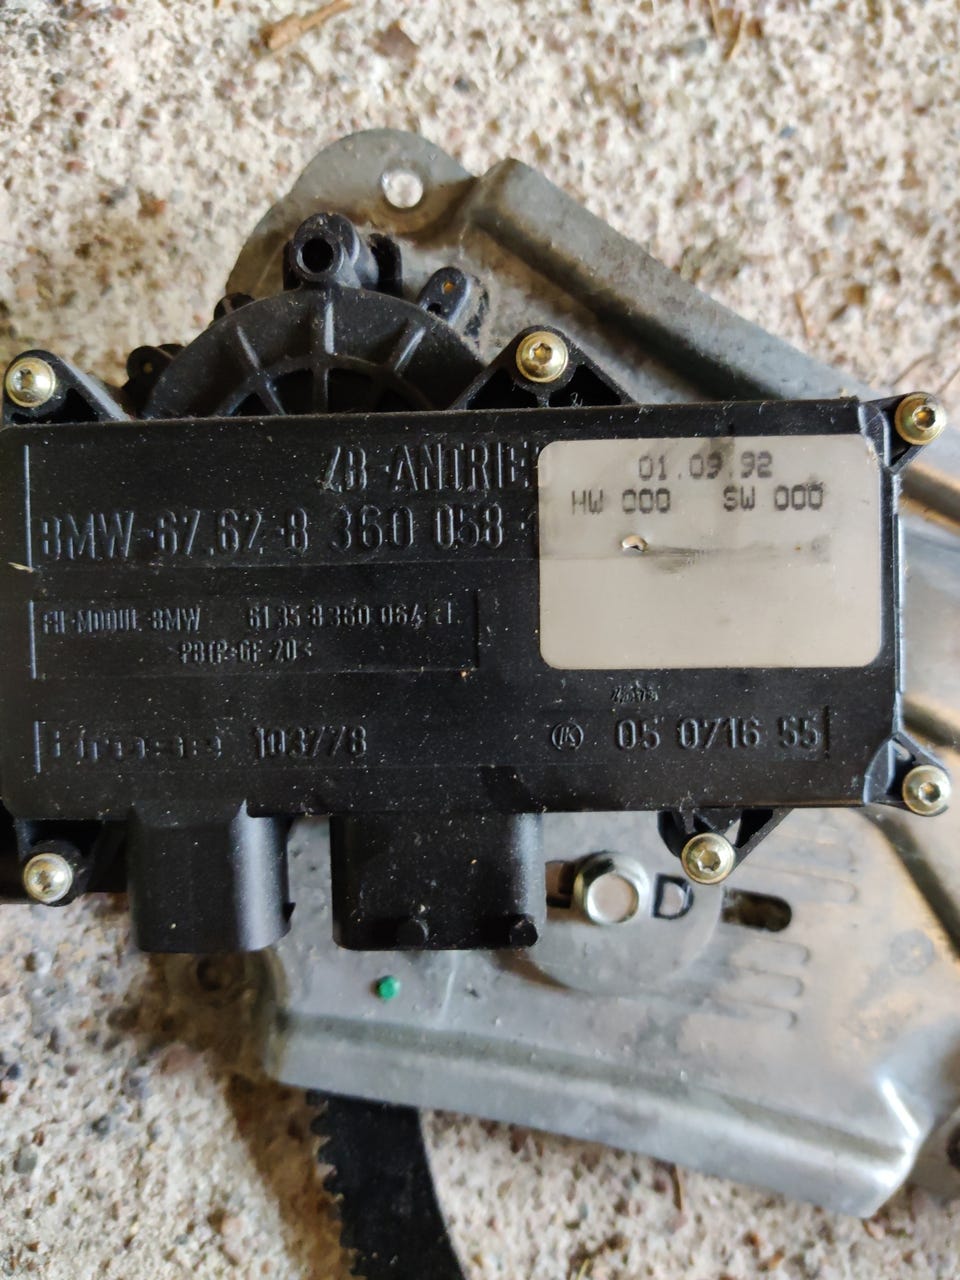 ZB-ANTRIE
01.09.92
HW 000 SW 000
BMW-67.62-8 360 058
FH-MODUL-BMW 61 35 8 360 064
103778
05 0716 55
D